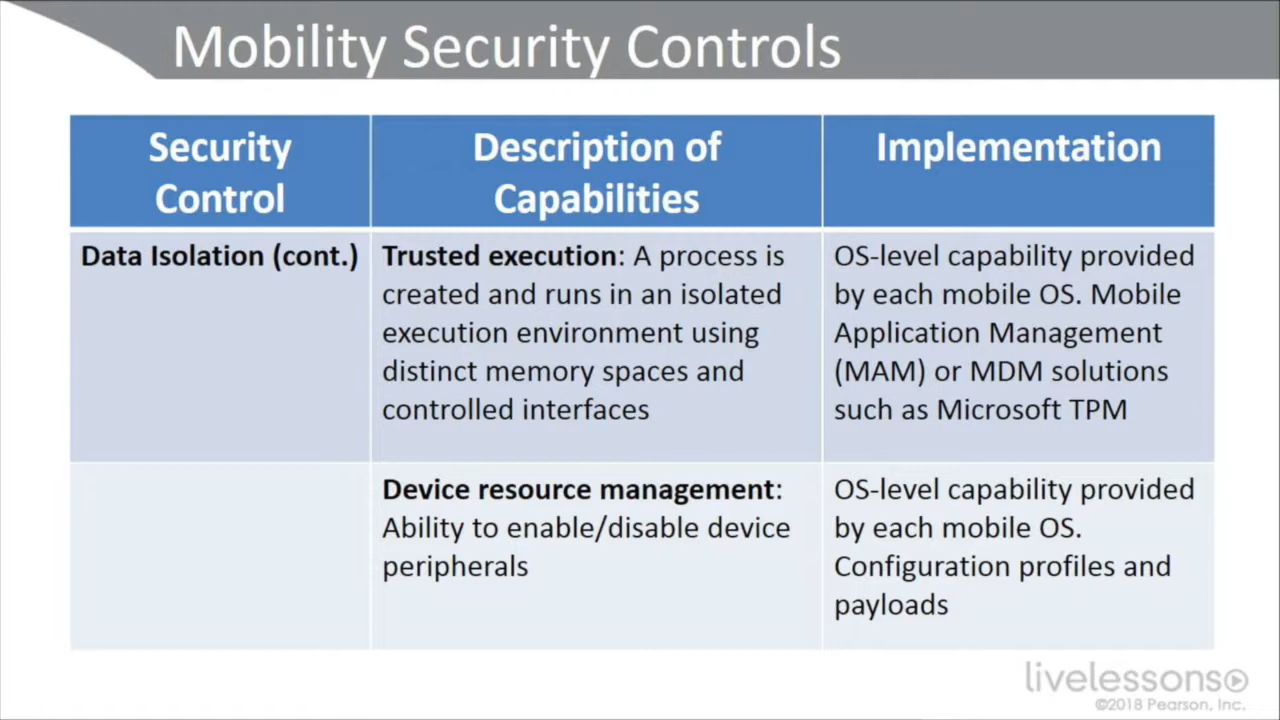 Mobility Security Controls
Security
Control
Description of
Capabilities
Implementation
Data Isolation (cont.)
Trusted execution: A process is
created and runs in an isolated
execution environment using
distinct memory spaces and
controlled interfaces
OS-level capability provided
by each mobile OS. Mobile
Application Management
(MAM) or MDM solutions
such as Microsoft TPM
Device resource management:
Ability to enable/disable device
peripherals
OS-level capability provided
by each mobile OS.
Configuration profiles and
payloads
livelessons
©2018 Pearson, Inc.